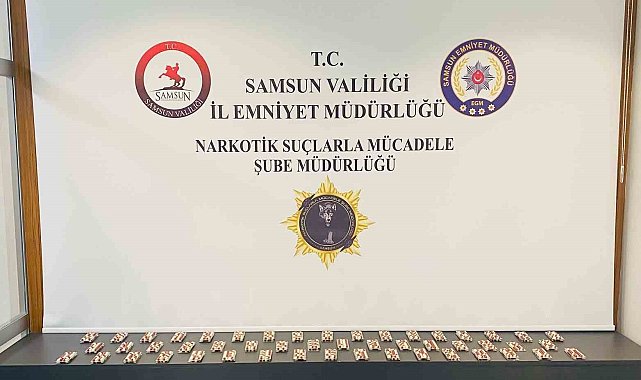 T.C.
SAMSUN
SAMSUN VALİLİĞİ
T.C.
SAMSUN VALİLİĞİ
İL EMNİYET MÜDÜRLÜĞÜ
NARKOTİK SUÇLARLA MÜCADELE
ŞUBE MÜDÜRLÜĞÜ
SAMSUN EMNİYET MÜDÜRLÜĞÜ
EGM